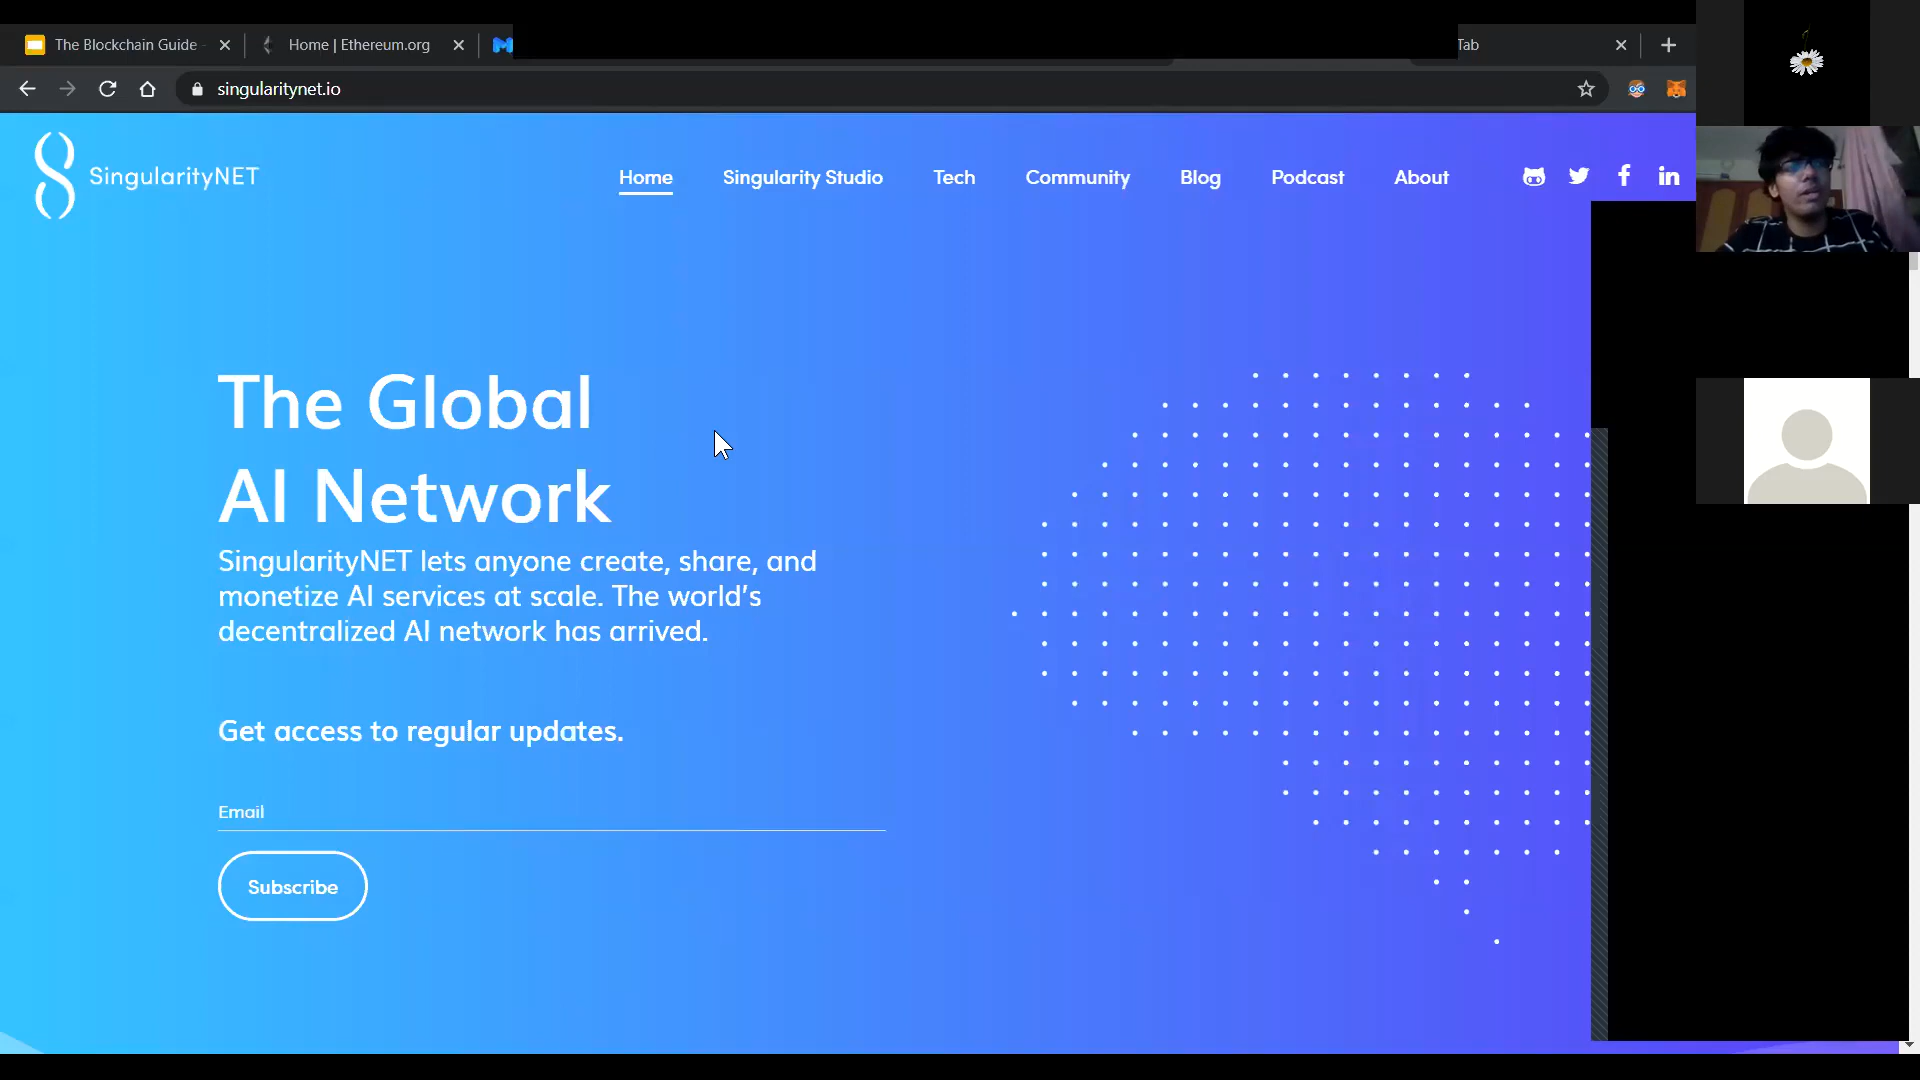 The Blockchain Guide -
Home | Ethereum.org
Tab
singularitynet.io
SingularityNET
Home
Singularity Studio
Tech
Community
Blog
Podcast
About
The Global
AI Network
SingularityNET lets anyone create, share, and
monetize AI services at scale. The world's
decentralized AI network has arrived.
Get access to regular updates.
Email
Subscribe